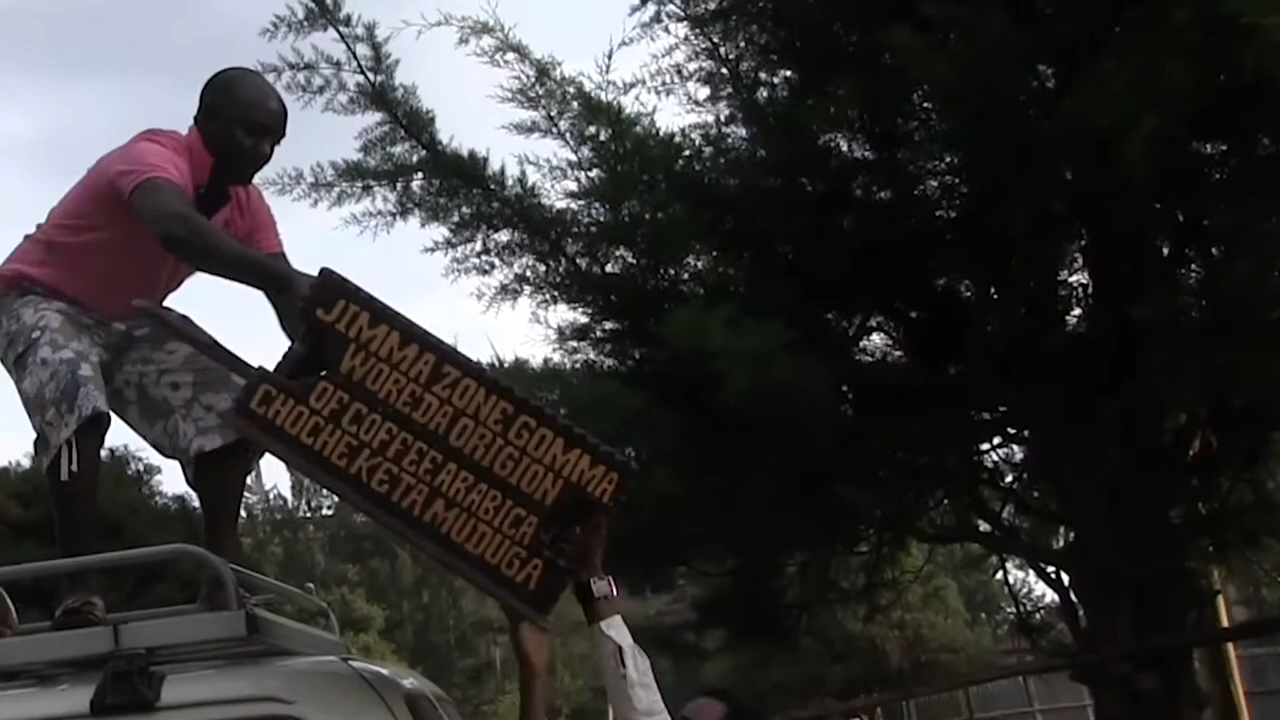 JIMMA ZONE GOMMA
WOREDA ORIGION
OF COFFEE ARABICA
CHOCHE KETA MUDUGA